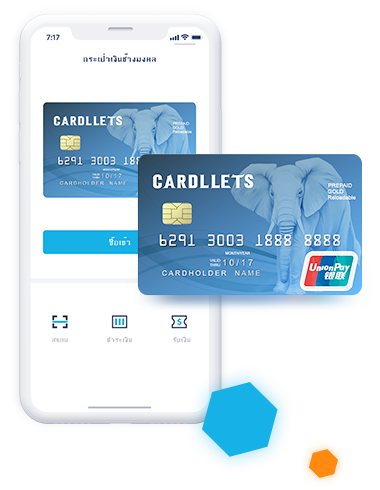 7:17
กระเป๋าเงินช้างมงคล
CARDLLETS
PREPAID
GOLD
Reloadable
6291 3003 188
10/17
CARDHOLDER NAME
CARDLLETS
PREPAID
GOLD
Reloadable
6291 3003 1888 8888
MONTH/YEAR
VALID
THRU
10/17
CARDHOLDER NAME
UnionPay
银联
ซื้อเข้า
สแกน
ชำระเงิน
รับเงิน